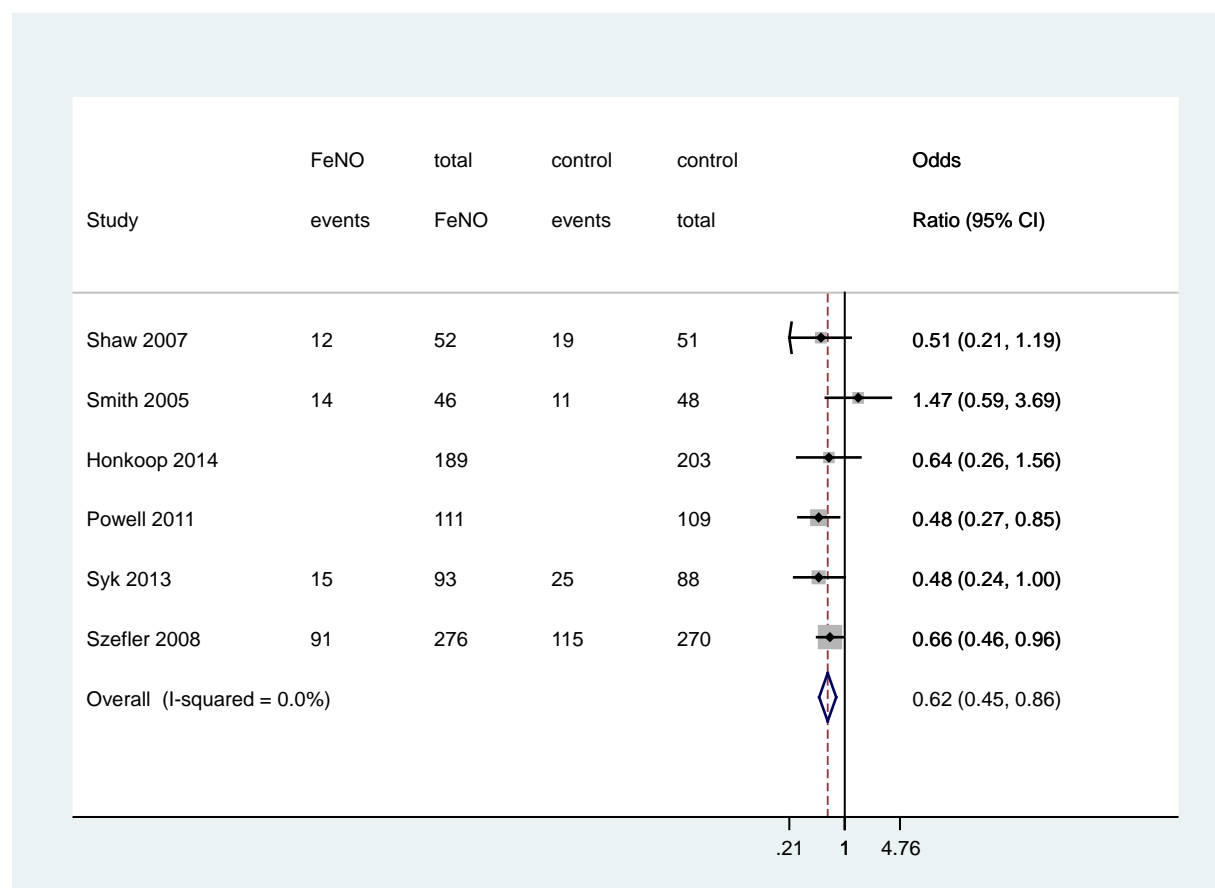 FeNO total control control Odds
Study events FeNO events total Ratio (95% CI)
Shaw 2007 12 52 19 51 0.51 (0.21, 1.19)
Smith 2005 14 46 11 48 1.47 (0.59, 3.69)
Honkoop 2014 189 203 0.64 (0.26, 1.56)
Powell 2011 111 109 0.48 (0.27, 0.85)
Syk 2013 15 93 25 88 0.48 (0.24, 1.00)
Szefler 2008 91 276 115 270 0.66 (0.46, 0.96)
Overall (I-squared = 0.0%) 0.62 (0.45, 0.86)
.21 1 4.76